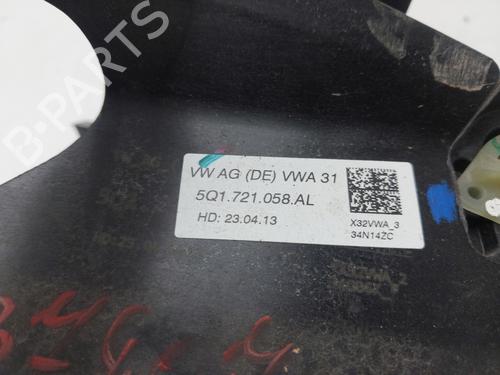 B-PARTS
VW AG (DE) VWA 31
5Q1.721.058.AL
HD: 23.04.13
X32VWA_3
34N14ZC